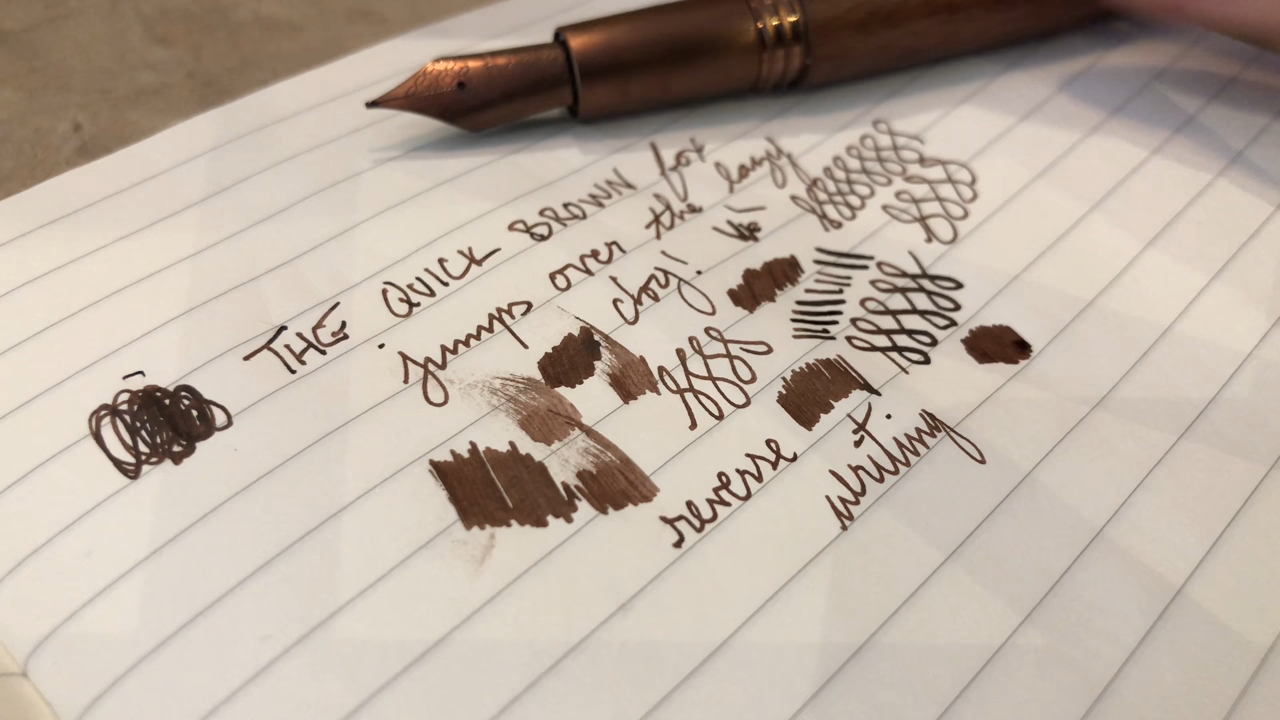 THE QUICK BROWN fox
jumps over the lazy
dog!
reverse
writing